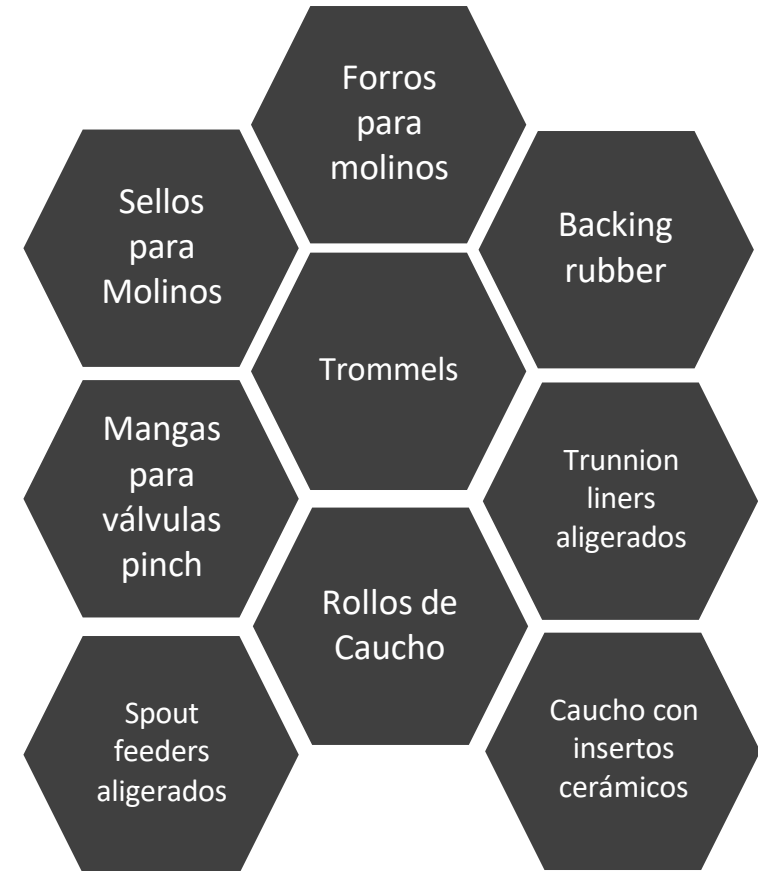 Forros
para
molinos
Sellos
para
Molinos
Backing
rubber
Trommels
Mangas
para
válvulas
pinch
Trunnion
liners
aligerados
Rollos de
Caucho
Spout
feeders
aligerados
Caucho con
insertos
cerámicos